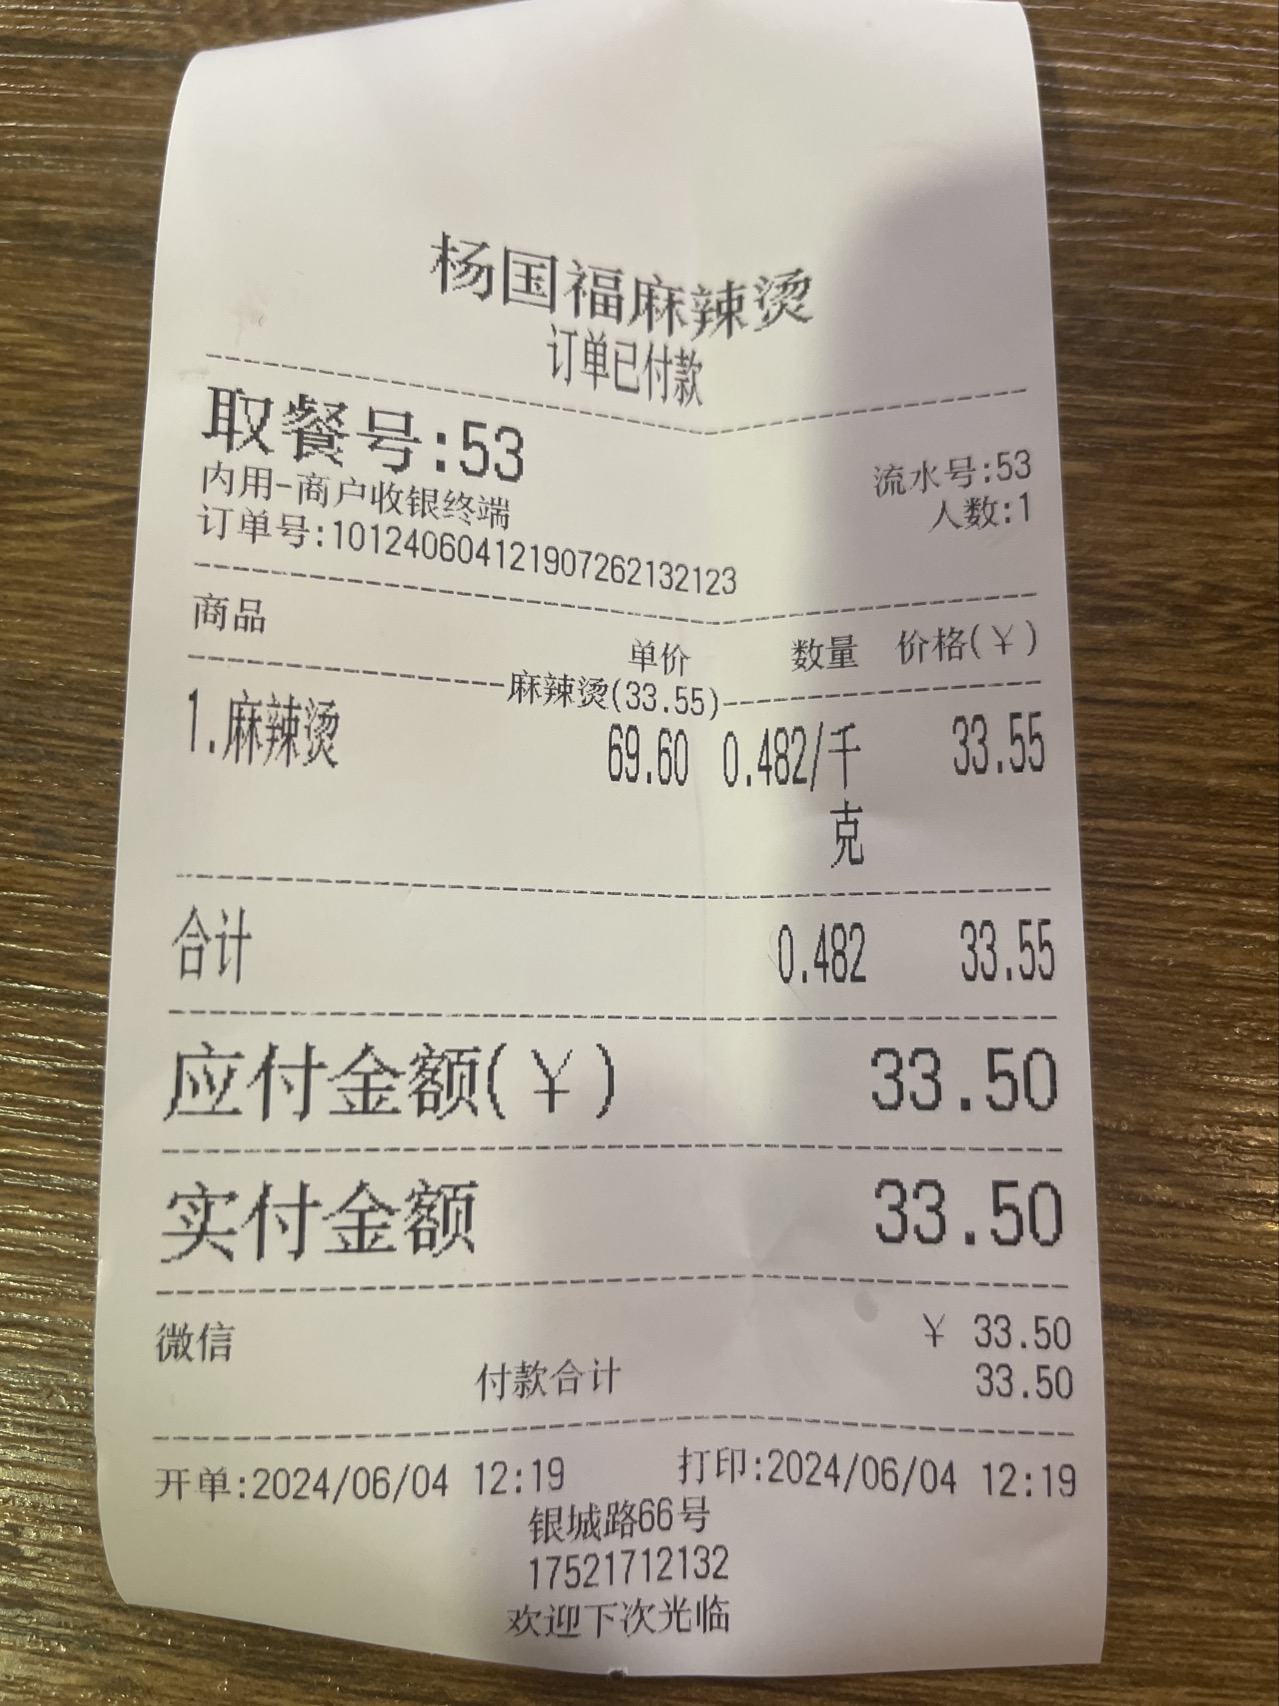 杨国福麻辣烫
订单已付款
取餐号:53
流水号:53
内用-商户收银终端
人数:1
订单号:101240604121907262132123
商品 单价 数量 价格(¥)
麻辣烫(33.55)
1.麻辣烫 69.60 0.482/千克 33.55
合计 0.482 33.55
应付金额(¥) 33.50
实付金额 33.50
微信 ¥ 33.50
付款合计 33.50
开单:2024/06/04 12:19 打印:2024/06/04 12:19
银城路66号
17521712132
欢迎下次光临